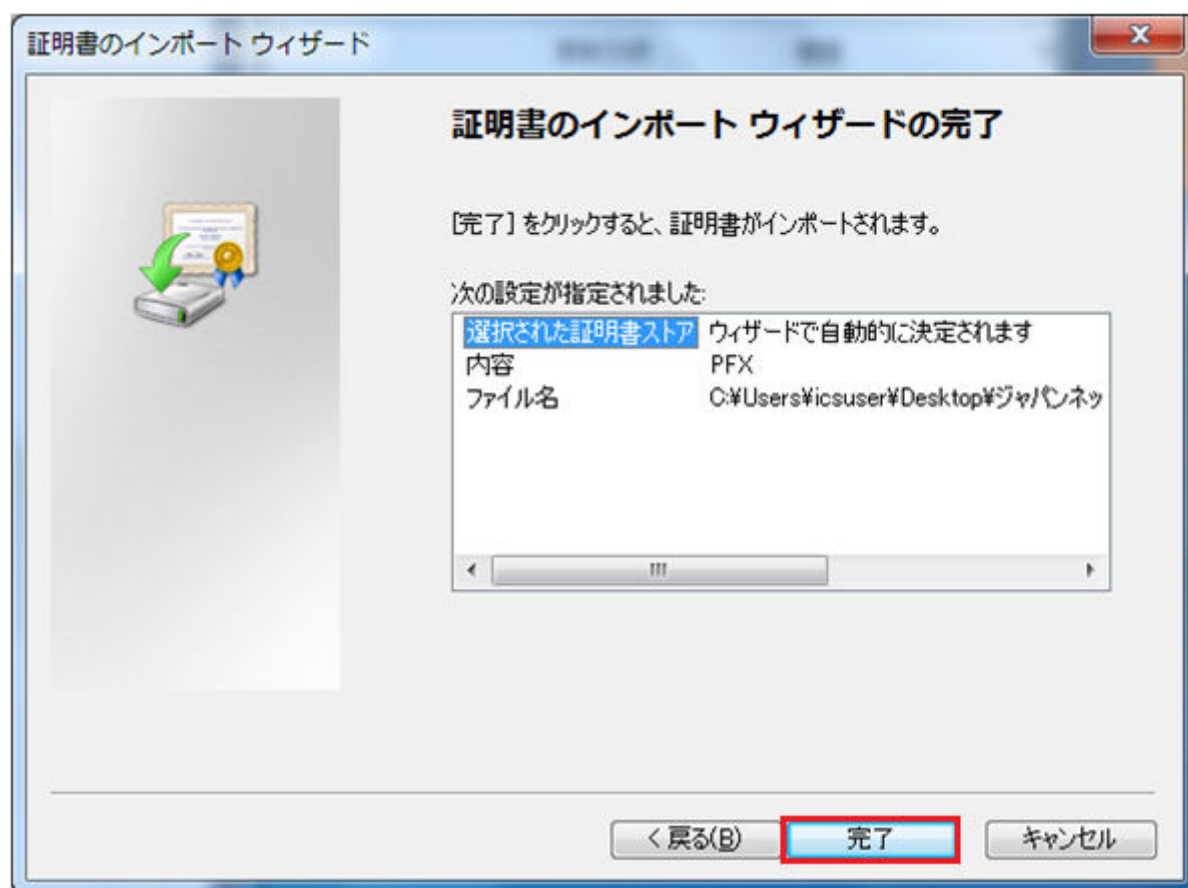 証明書のインポート ウィザード
証明書のインポート ウィザードの完了
[完了] をクリックすると、証明書がインポートされます。
次の設定が指定されました:
選択された証明書ストア ウィザードで自動的に決定されます
内容 PFX
ファイル名 C:¥Users¥icsuser¥Desktop¥ジャパンネッ
< 戻る(B) 完了 キャンセル